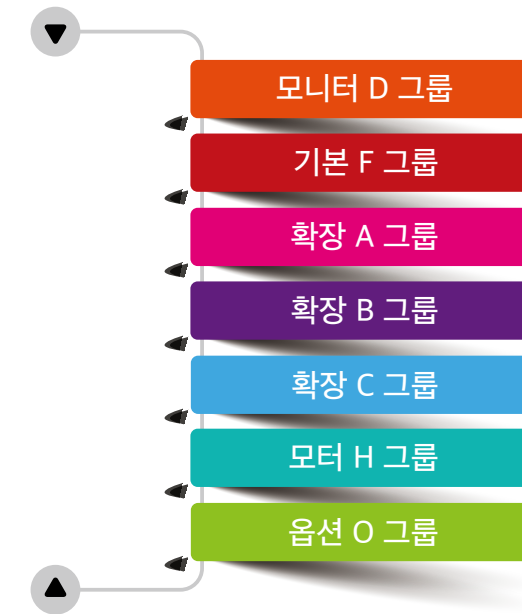 모니터 D 그룹
기본 F 그룹
확장 A 그룹
확장 B 그룹
확장 C 그룹
모터 H 그룹
옵션 O 그룹